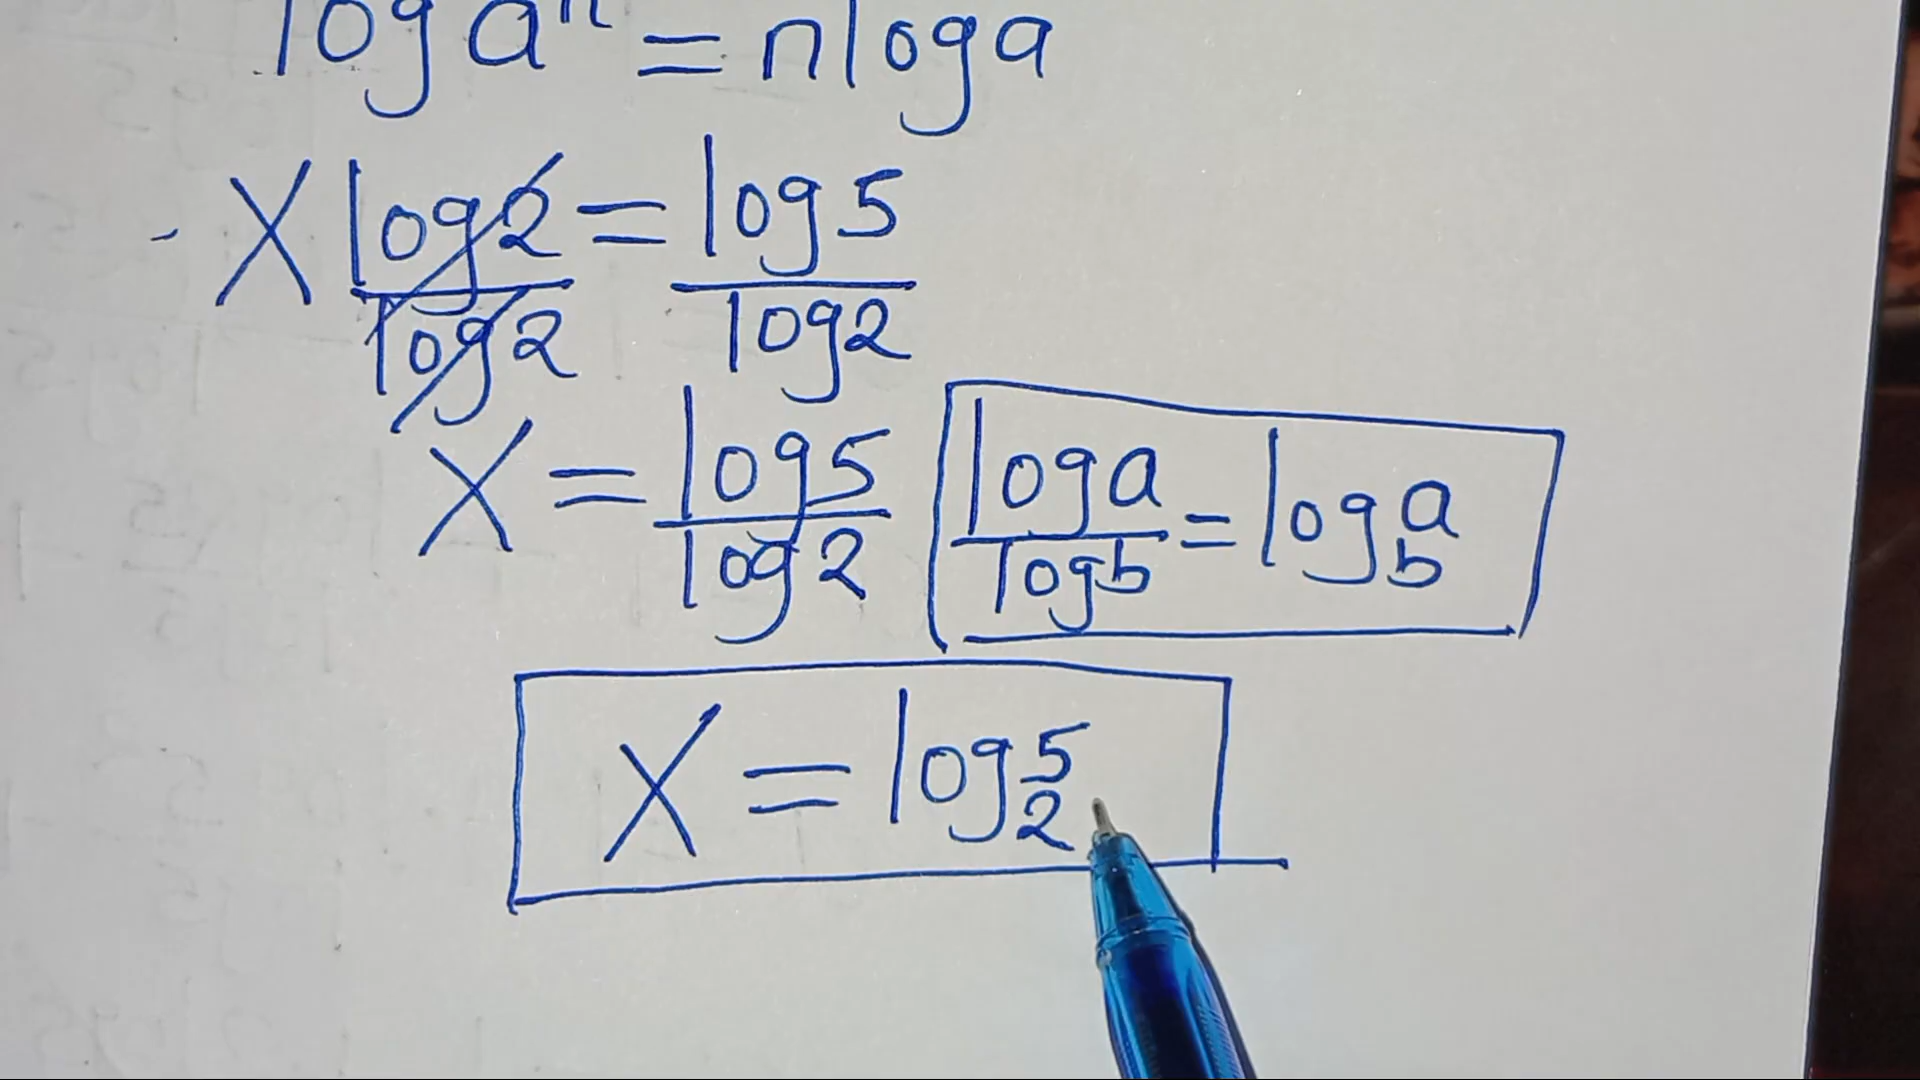 log aⁿ = n log a
- X log2/log2 = log5/log2
X = log5/log2
loga/logb = log_b a
X = log_2 5